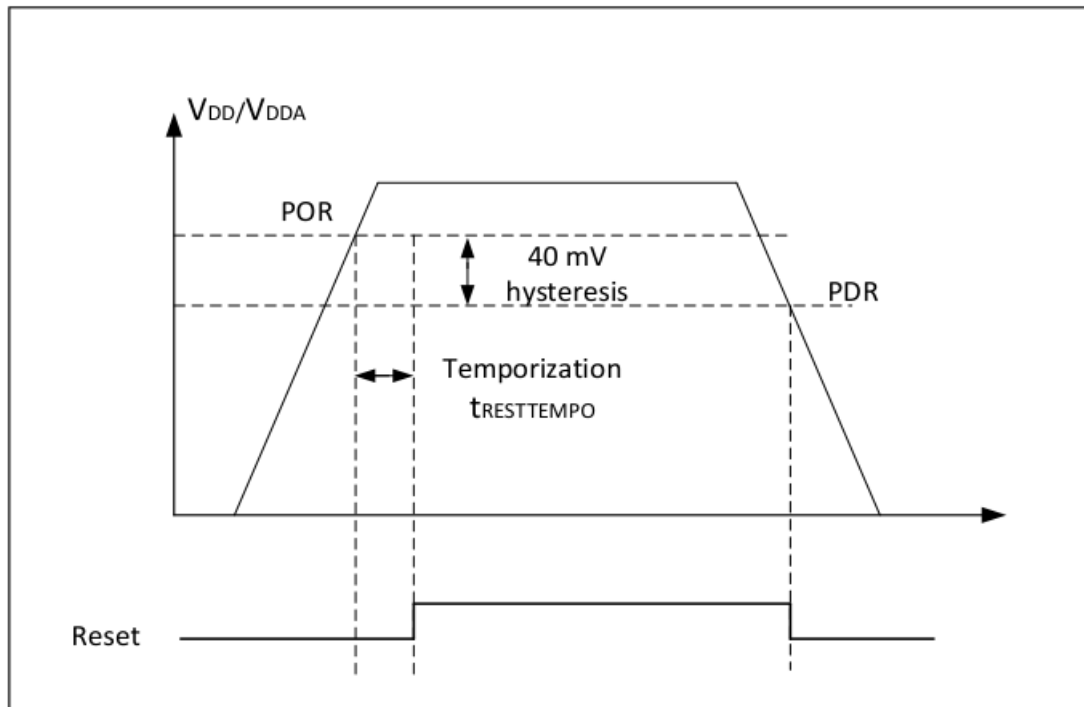 VDD/VDDA
POR
40 mV
hysteresis
PDR
Temporization
tRESTTEMPO
Reset